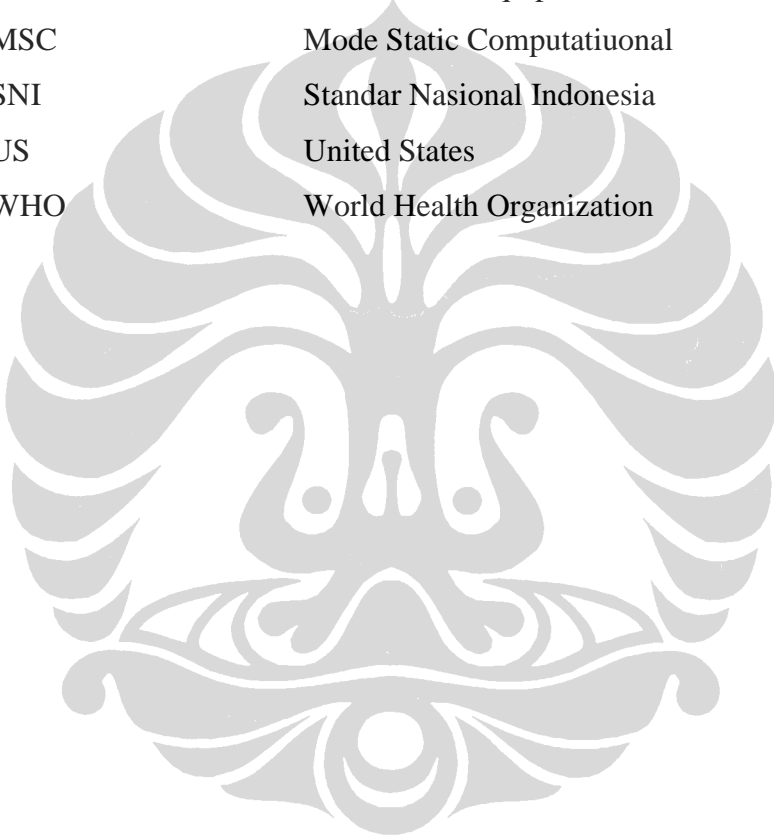 MSC Mode Static Computatiuonal
SNI Standar Nasional Indonesia
US United States
WHO World Health Organization